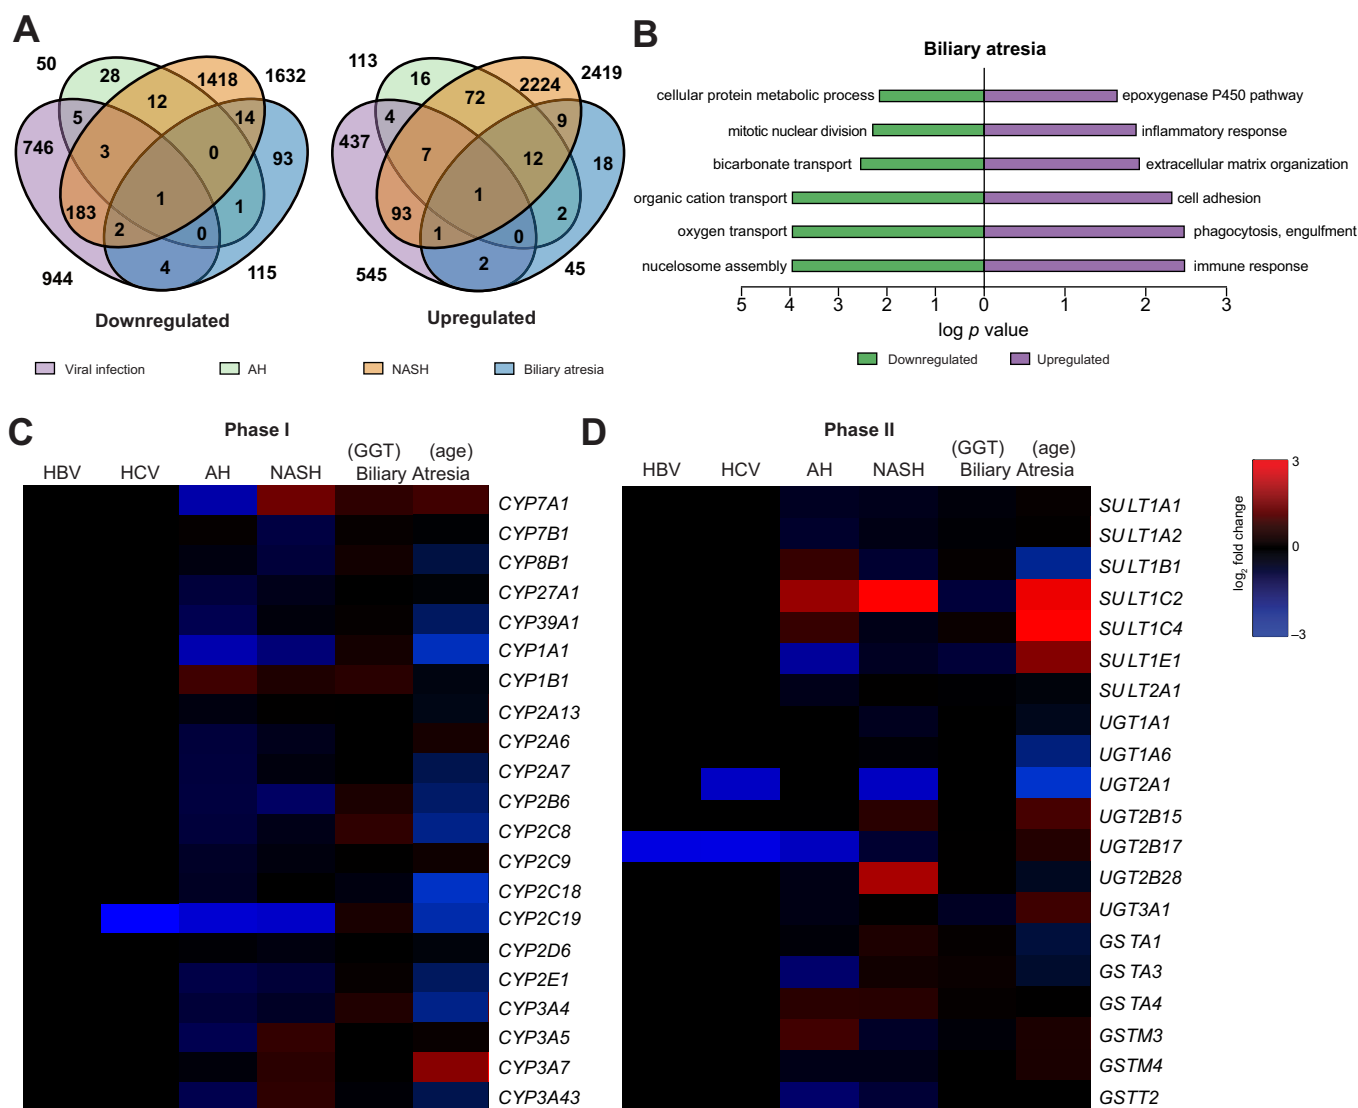 A
50
28
1418
1632
12
5
14
746
3
0
93
1
183
1
2
0
4
944
115
Downregulated
113
16
2224
2419
72
4
9
437
7
12
18
1
93
2
1
0
2
545
45
Upregulated
Viral infection
AH
NASH
Biliary atresia
B
Biliary atresia
cellular protein metabolic process
epoxygenase P450 pathway
mitotic nuclear division
inflammatory response
bicarbonate transport
extracellular matrix organization
organic cation transport
cell adhesion
oxygen transport
phagocytosis, engulfment
nucelosome assembly
immune response
5 4 3 2 1 0 1 2 3
log p value
Downregulated
Upregulated
C
Phase I
(GGT) (age)
HBV HCV AH NASH Biliary Atresia
CYP7A1
CYP7B1
CYP8B1
CYP27A1
CYP39A1
CYP1A1
CYP1B1
CYP2A13
CYP2A6
CYP2A7
CYP2B6
CYP2C8
CYP2C9
CYP2C18
CYP2C19
CYP2D6
CYP2E1
CYP3A4
CYP3A5
CYP3A7
CYP3A43
D
Phase II
(GGT) (age)
HBV HCV AH NASH Biliary Atresia
SULT1A1
SULT1A2
SULT1B1
SULT1C2
SULT1C4
SULT1E1
SULT2A1
UGT1A1
UGT1A6
UGT2A1
UGT2B15
UGT2B17
UGT2B28
UGT3A1
GSTA1
GSTA3
GSTA4
GSTM3
GSTM4
GSTT2
log2 fold change
3
0
–3